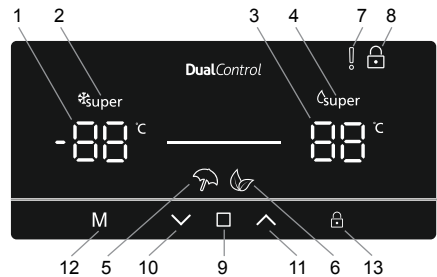 1 2 3 4 7 8
DualControl
super super
-88 °C 88 °C
M
12 5 10 9 11 6 13